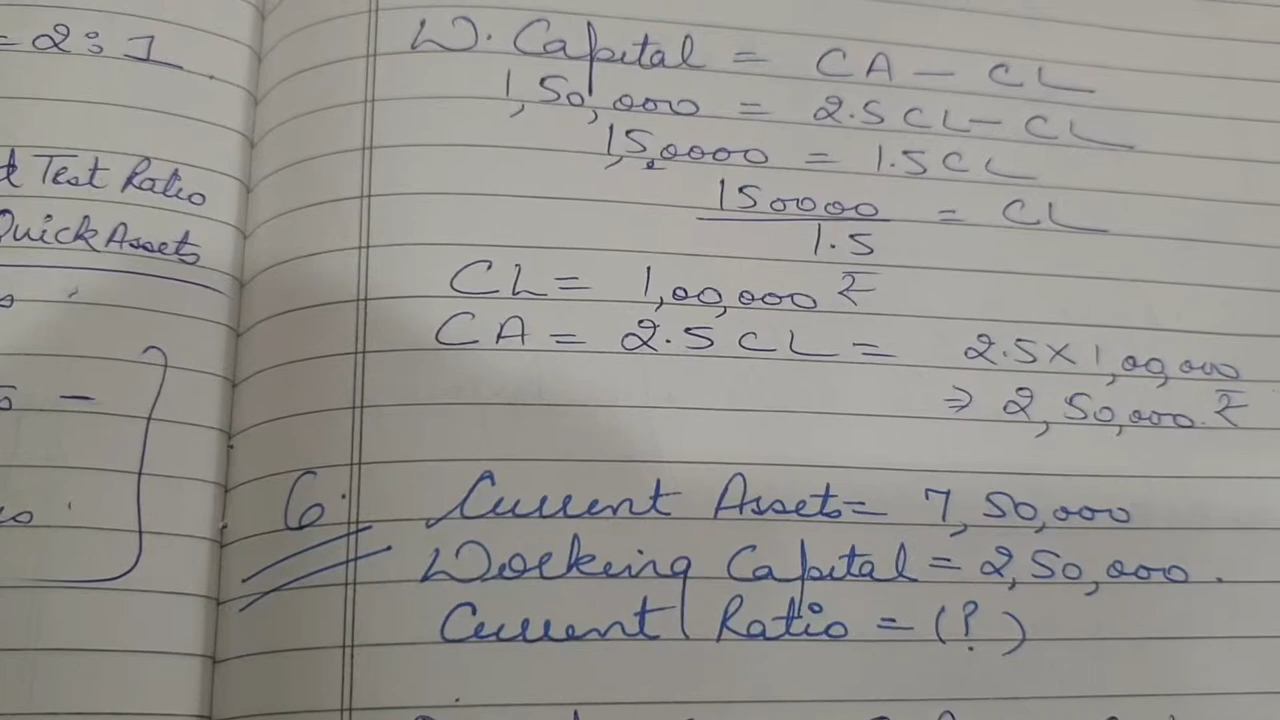 = 2:1
Test Ratio
Quick Assets
W. Capital = CA - CL
1,50,000 = 2.5 CL - CL
1,50000 = 1.5 CL
150000 = CL
1.5
CL = 1,00,000 ₹
CA = 2.5 CL = 2.5 X 1,00,000
⇒ 2,50,000.₹
6. Current Assets = 7,50,000
Working Capital = 2,50,000.
Current Ratio = (?)